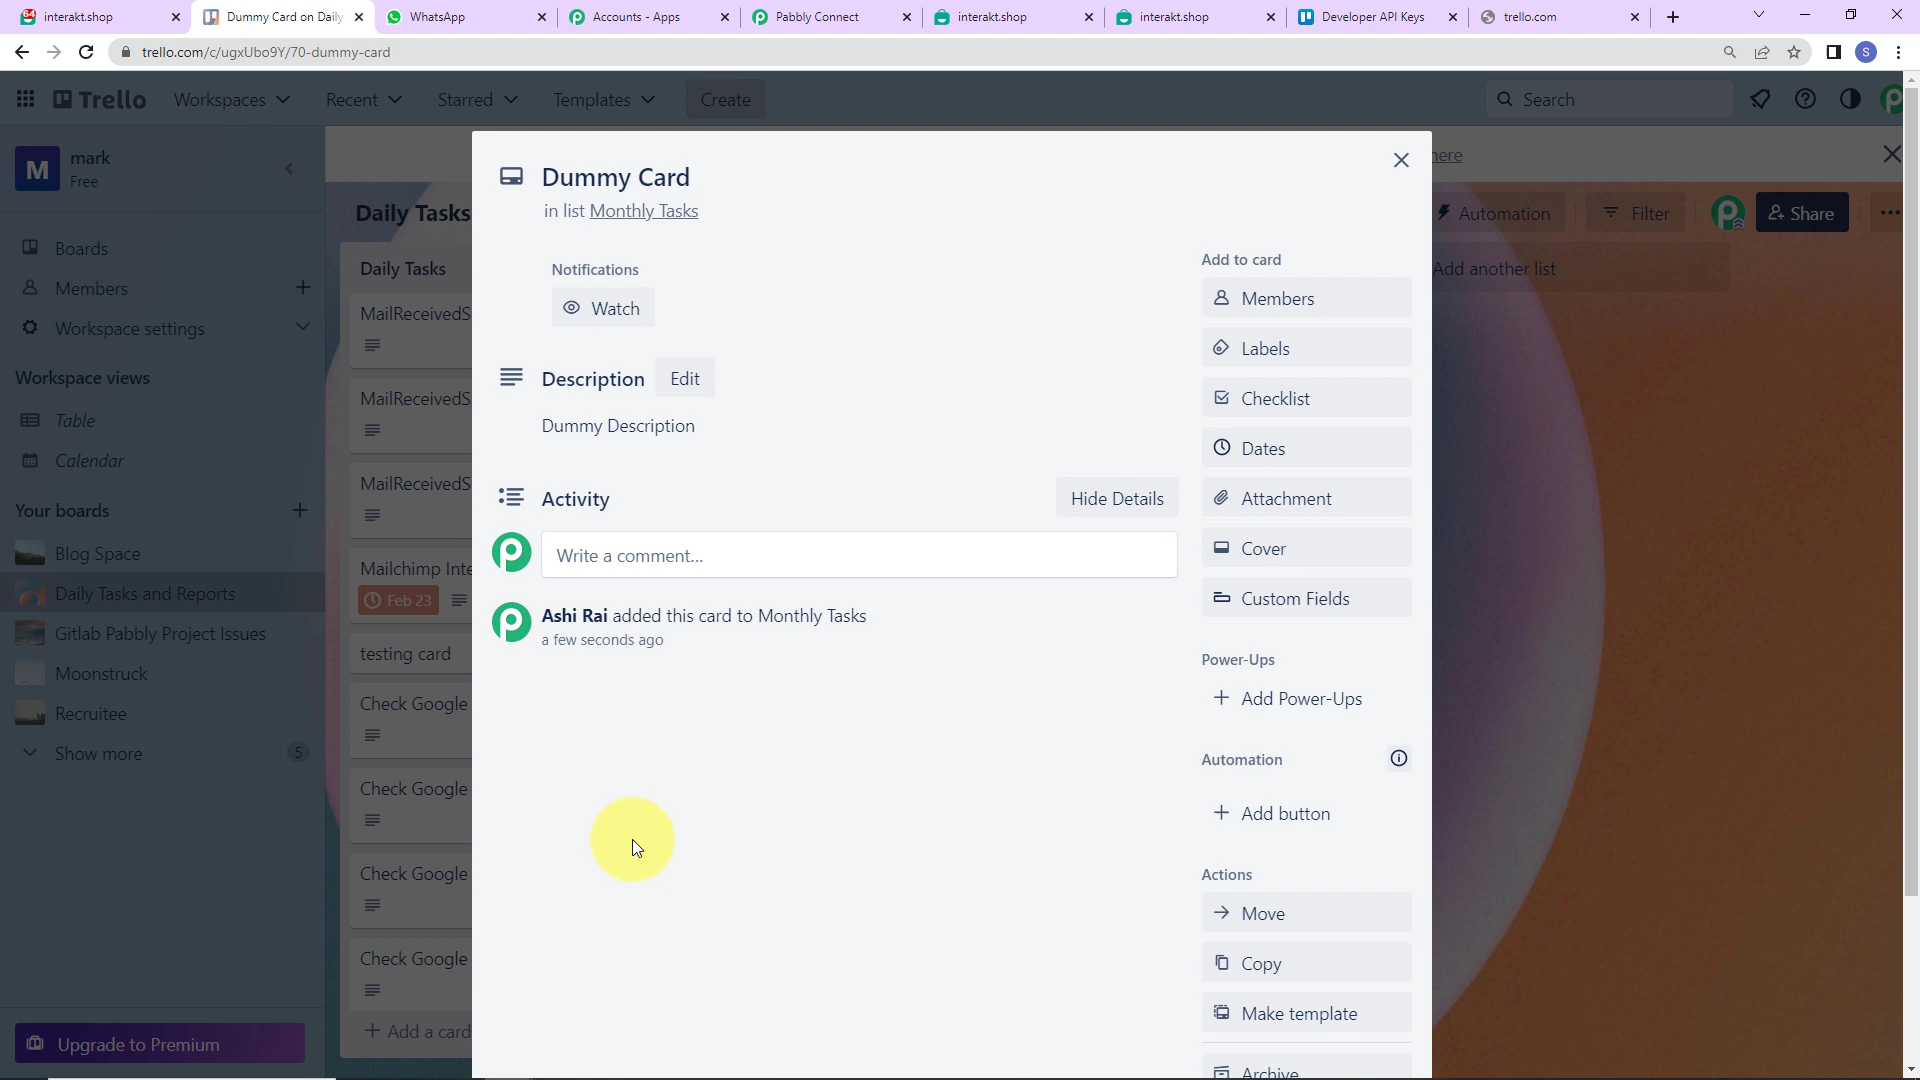 interakt.shop
Dummy Card on Daily
WhatsApp
Accounts - Apps
Pabbly Connect
interakt.shop
interakt.shop
Developer API Keys
trello.com
trello.com/c/ugxUbo9Y/70-dummy-card
S
Trello
Workspaces
Recent
Starred
Templates
Create
Search
M
mark
Free
Boards
Members
Workspace settings
Workspace views
Table
Calendar
Your boards
Blog Space
Daily Tasks and Reports
Gitlab Pabbly Project Issues
Moonstruck
Recruitee
Show more
5
Upgrade to Premium
Daily Tasks
Daily Tasks
MailReceivedS
MailReceivedS
MailReceivedS
Mailchimp Inte
Feb 23
testing card
Check Google
Check Google
Check Google
Check Google
Add a card
here
Automation
Filter
Share
Add another list
Dummy Card
in list Monthly Tasks
Notifications
Watch
Description
Edit
Dummy Description
Activity
Hide Details
Write a comment…
Ashi Rai added this card to Monthly Tasks
a few seconds ago
Add to card
Members
Labels
Checklist
Dates
Attachment
Cover
Custom Fields
Power-Ups
Add Power-Ups
Automation
Add button
Actions
Move
Copy
Make template
Archive